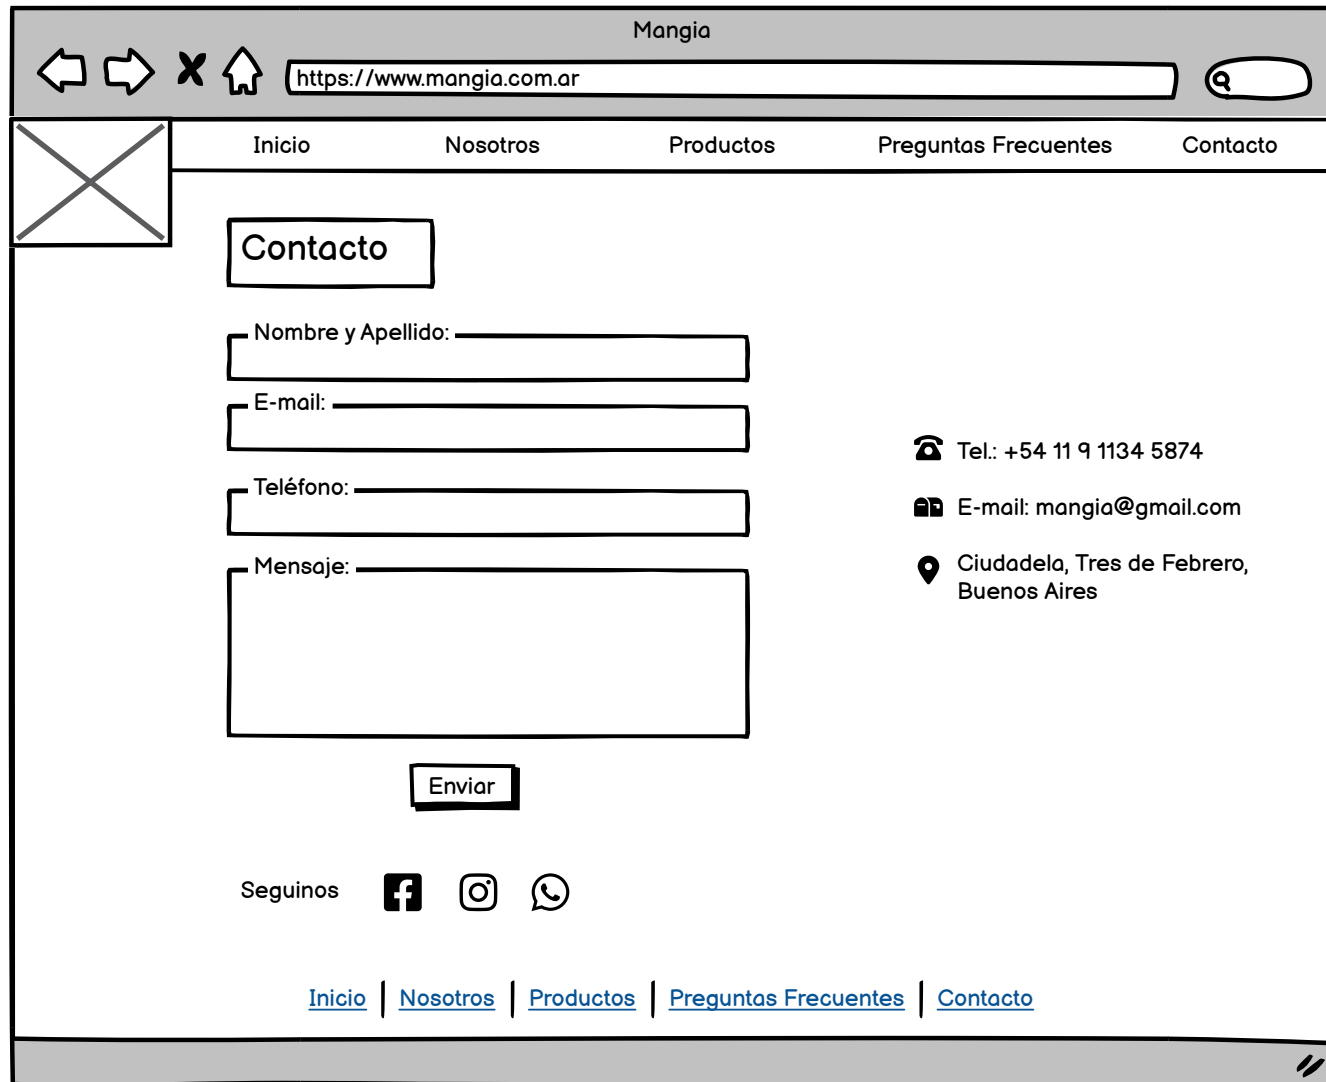 Mangia
https://www.mangia.com.ar
Inicio Nosotros Productos Preguntas Frecuentes Contacto
Contacto
Nombre y Apellido:
E-mail:
Teléfono:
Mensaje:
Enviar
Tel.: +54 11 9 1134 5874
E-mail: mangia@gmail.com
Ciudadela, Tres de Febrero,
Buenos Aires
Seguinos
Inicio Nosotros Productos Preguntas Frecuentes Contacto